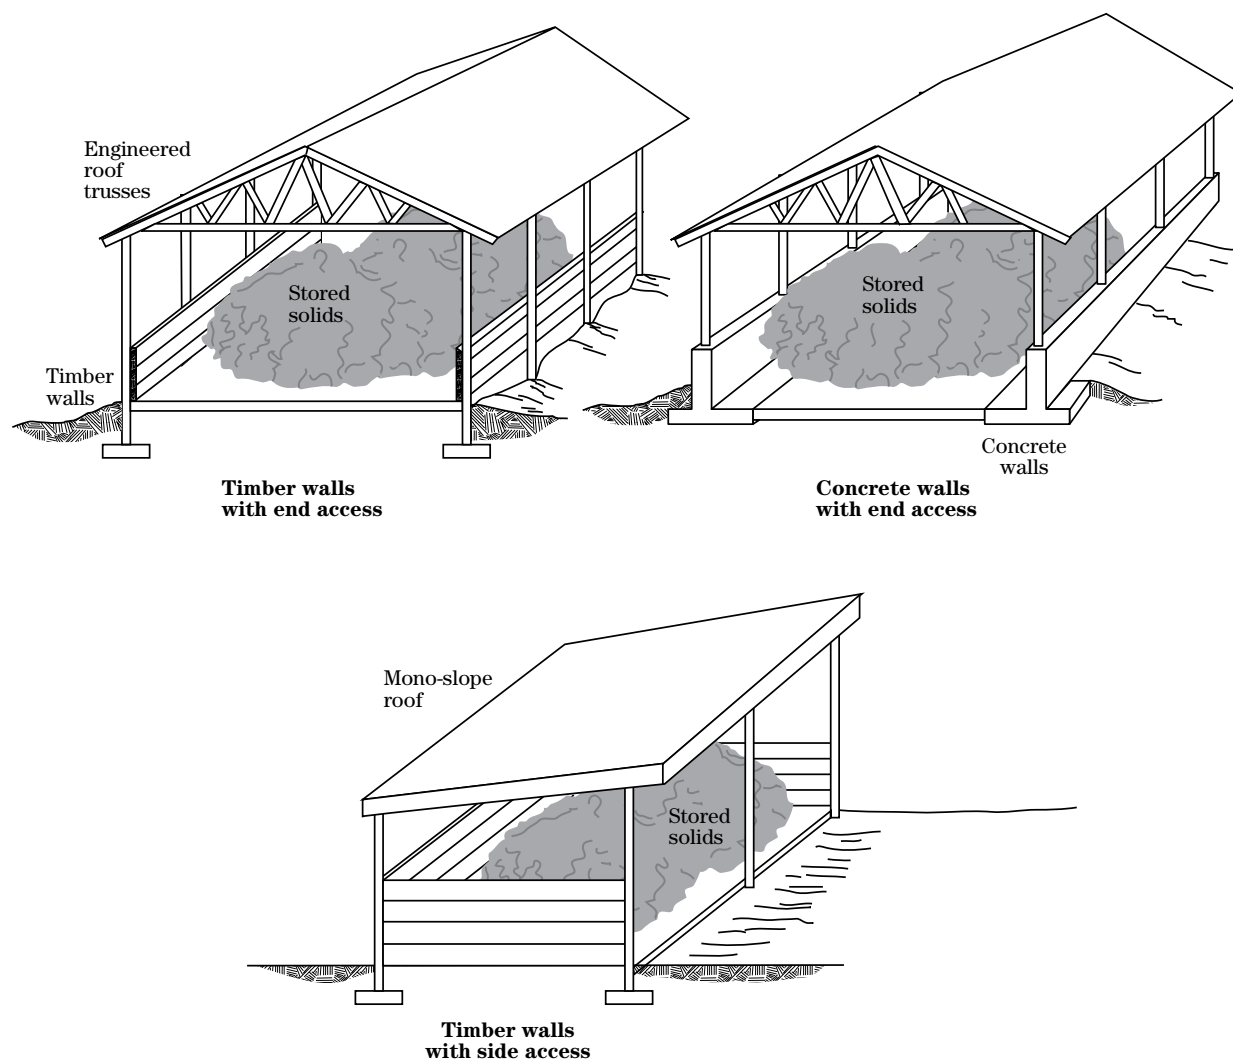 Engineered
roof
trusses
Stored
solids
Timber
walls
Timber walls
with end access
Stored
solids
Concrete
walls
Concrete walls
with end access
Mono-slope
roof
Stored
solids
Timber walls
with side access